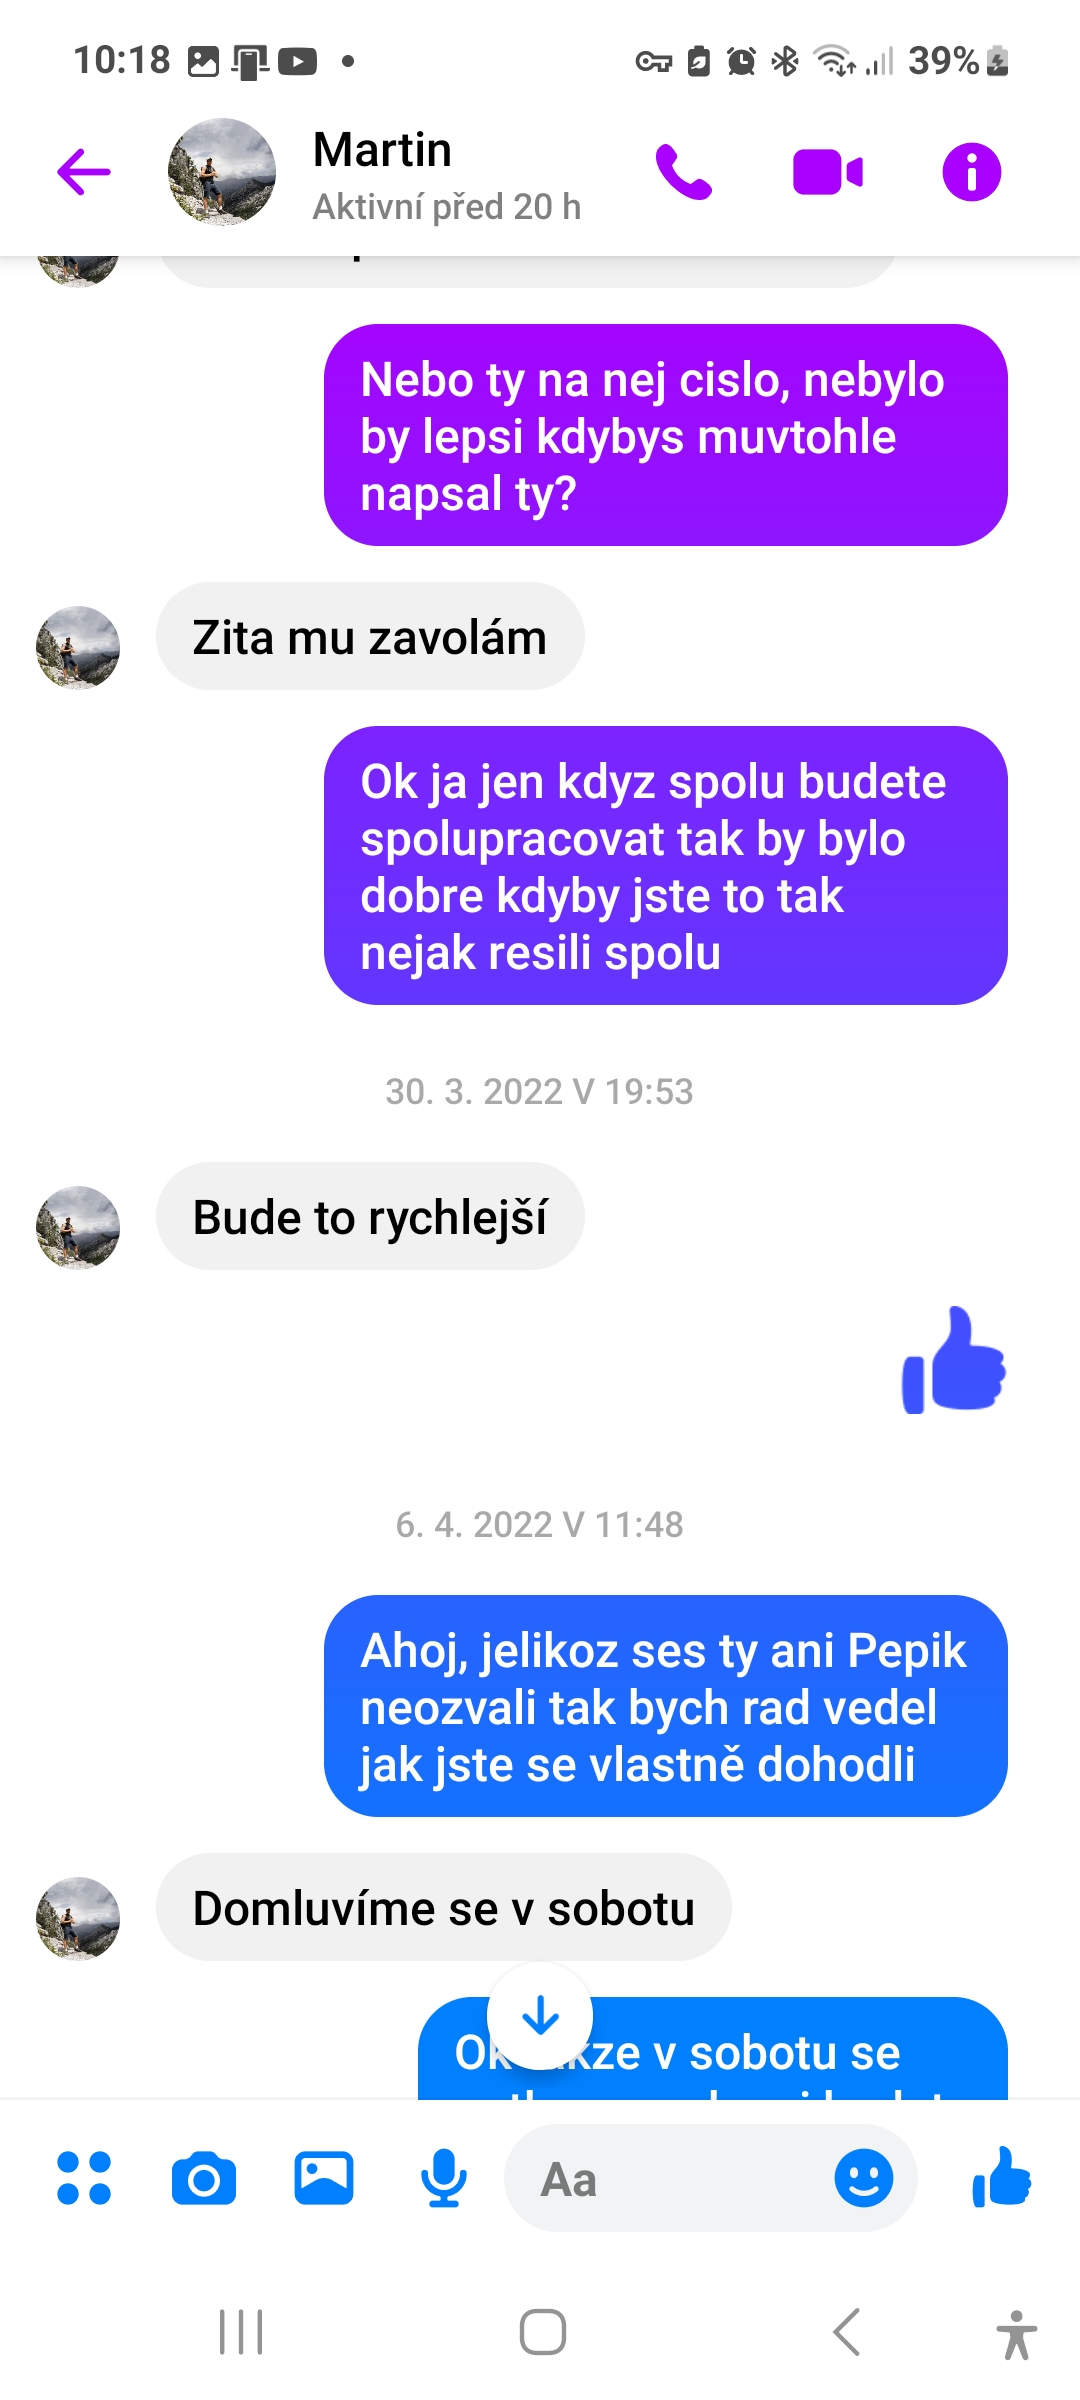 10:18
39%
Martin
Aktivní před 20 h
Nebo ty na nej cislo, nebylo
by lepsi kdybys muvtohle
napsal ty?
Zita mu zavolám
Ok ja jen kdyz spolu budete
spolupracovat tak by bylo
dobre kdyby jste to tak
nejak resili spolu
30. 3. 2022 V 19:53
Bude to rychlejší
6. 4. 2022 V 11:48
Ahoj, jelikoz ses ty ani Pepik
neozvali tak bych rad vedel
jak jste se vlastně dohodli
Domluvíme se v sobotu
Ok v sobotu se
Aa